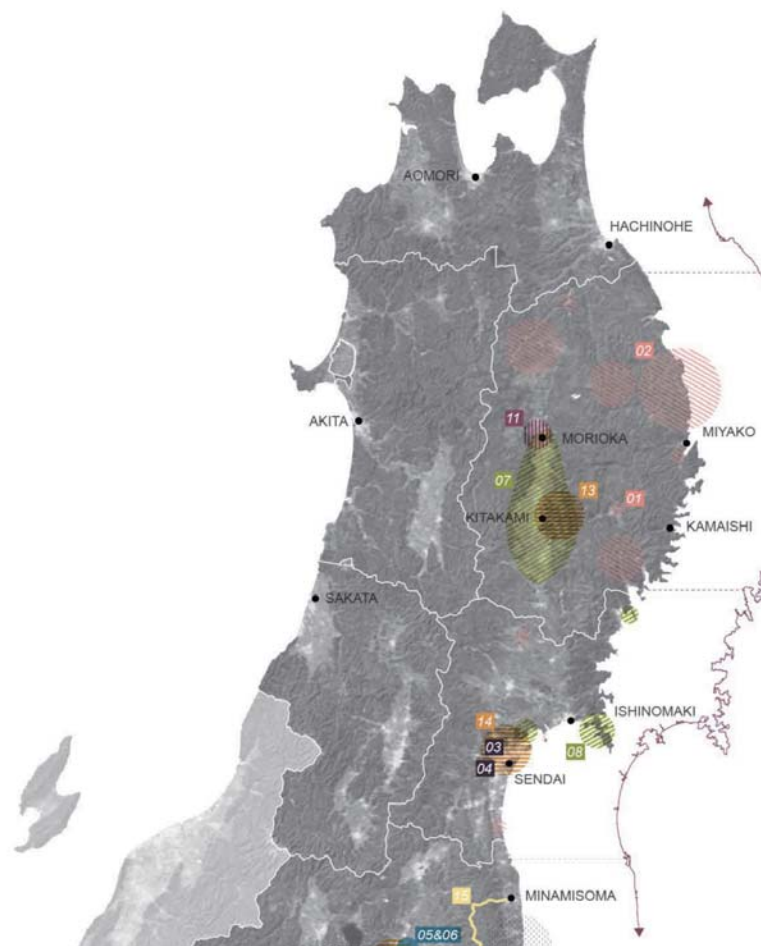 AOMORI
HACHINOHE
02
AKITA
11
MORIOKA
MIYAKO
07
13
01
KITAKAMI
KAMAISHI
SAKATA
14
ISHINOMAKI
03
08
04
SENDAI
15
MINAMISOMA
05&06